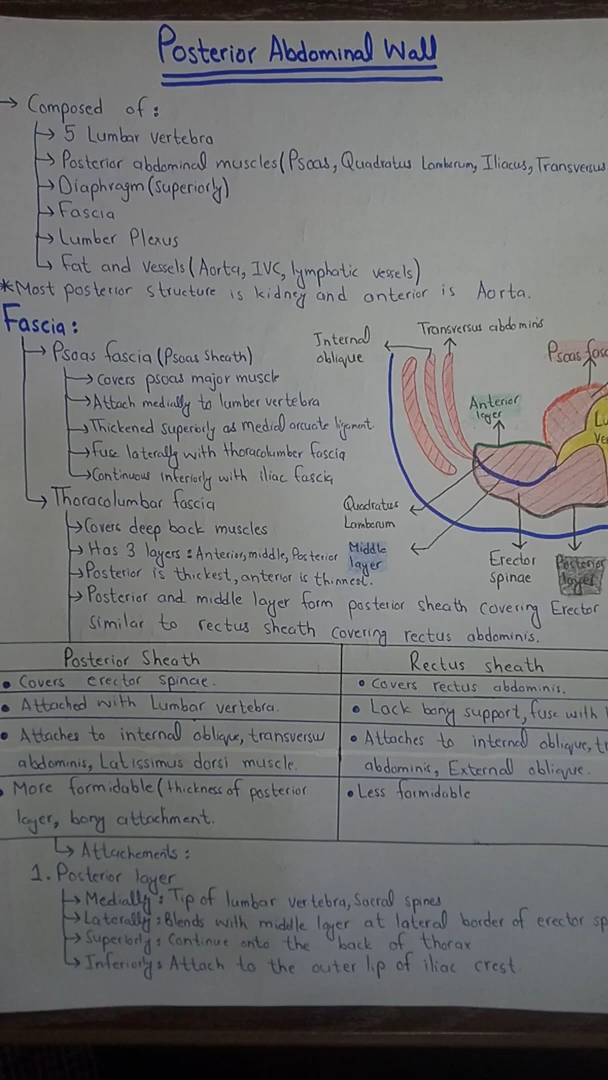 Posterior Abdominal Wall
→ Composed of:
→ 5 Lumbar vertebra
→ Posterior abdominal muscles (Psoas, Quadratus Lamborum, Iliacus, Transversus
→ Diaphragm (superiorly)
→ Fascia
→ Lumber Plexus
→ Fat and vessels (Aorta, IVC, lymphatic vessels)
*Most posterior structure is kidney and anterior is Aorta.
Fascia:
→ Psoas fascia (Psoas Sheath)
→ Covers psoas major muscle
→ Attach medially to lumber vertebra
→ Thickened superiorly as medial arcuate ligament
→ Fuse laterally with thoracolumber fascia
→ Continuous inferiorly with iliac fascia
Internal oblique
Transversus abdominis
Psoas fasc
Anterior layer
Lu
Ve
Quadratus Lamborum
Middle layer
Erector spinae
Posterior layer
→ Thoracolumbar fascia
→ Covers deep back muscles
→ Has 3 layers: Anterior, middle, Posterior
→ Posterior is thickest, anterior is thinnest.
→ Posterior and middle layer form posterior sheath covering Erector
similar to rectus sheath covering rectus abdominis.
Posterior Sheath
Rectus sheath
• Covers erector spinae.
• Covers rectus abdominis.
• Attached with Lumbar vertebra.
• Lack bony support, fuse with
• Attaches to internal oblique, transversu
abdominis, Latissimus dorsi muscle.
• Attaches to internal oblique, tr
abdominis, External oblique.
• More formidable (thickness of posterior
layer, bony attachment.
• Less formidable
→ Attachements:
1. Posterior layer
→ Medially: Tip of lumbar vertebra, Sacral spines
→ Laterally: Blends with middle layer at lateral border of erector sp
→ Superiorly: Continue onto the back of thorax
→ Inferiorly: Attach to the outer lip of iliac crest